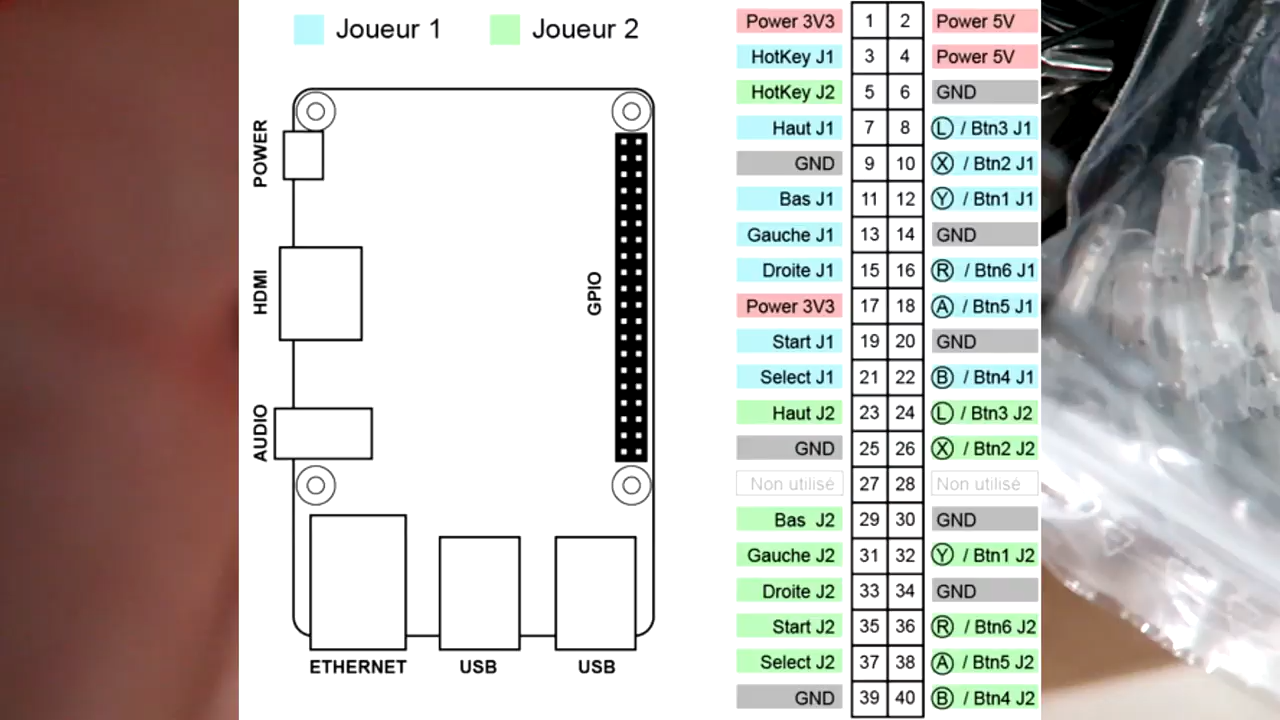 Joueur 1
Joueur 2
POWER
HDMI
AUDIO
GPIO
ETHERNET
USB
USB
Power 3V3 1 2 Power 5V
HotKey J1 3 4 Power 5V
HotKey J2 5 6 GND
Haut J1 7 8 Ⓛ / Btn3 J1
GND 9 10 Ⓧ / Btn2 J1
Bas J1 11 12 Ⓨ / Btn1 J1
Gauche J1 13 14 GND
Droite J1 15 16 Ⓡ / Btn6 J1
Power 3V3 17 18 Ⓐ / Btn5 J1
Start J1 19 20 GND
Select J1 21 22 Ⓑ / Btn4 J1
Haut J2 23 24 Ⓛ / Btn3 J2
GND 25 26 Ⓧ / Btn2 J2
Non utilisé 27 28 Non utilisé
Bas J2 29 30 GND
Gauche J2 31 32 Ⓨ / Btn1 J2
Droite J2 33 34 GND
Start J2 35 36 Ⓡ / Btn6 J2
Select J2 37 38 Ⓐ / Btn5 J2
GND 39 40 Ⓑ / Btn4 J2